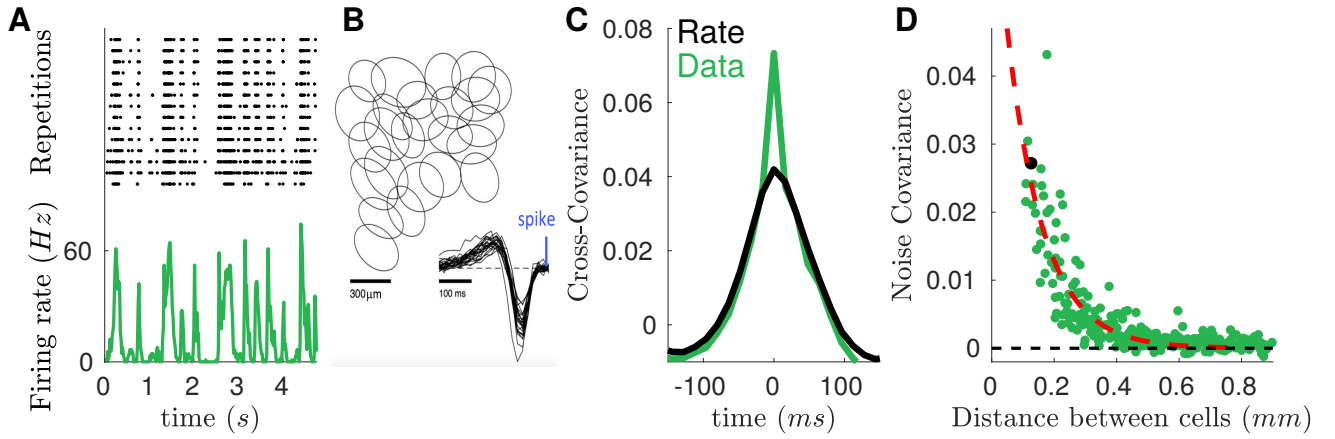 A
Repetitions
Firing rate (Hz)
60
0
0 1 2 3 4
time (s)
B
spike
300μm
100 ms
C
Rate
Data
Cross-Covariance
0.08
0.06
0.04
0.02
0
-100 0 100
time (ms)
D
Noise Covariance
0.04
0.03
0.02
0.01
0
0 0.2 0.4 0.6 0.8
Distance between cells (mm)